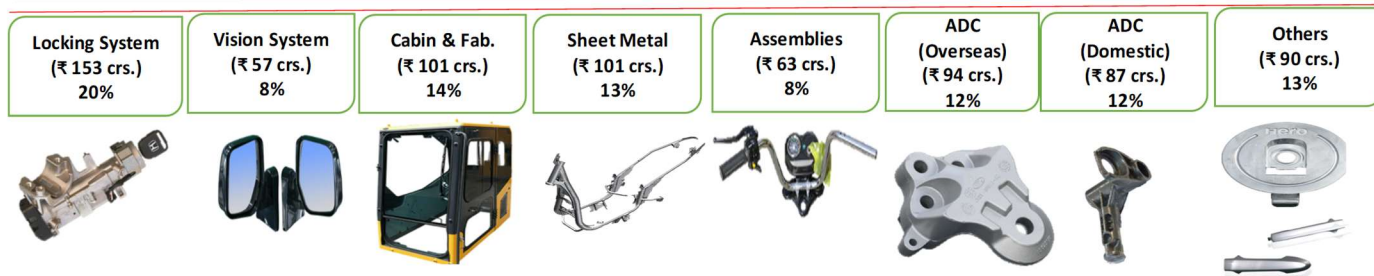 Locking System
(₹ 153 crs.)
20%
Vision System
(₹ 57 crs.)
8%
Cabin & Fab.
(₹ 101 crs.)
14%
Sheet Metal
(₹ 101 crs.)
13%
Assemblies
(₹ 63 crs.)
8%
ADC
(Overseas)
(₹ 94 crs.)
12%
ADC
(Domestic)
(₹ 87 crs.)
12%
Others
(₹ 90 crs.)
13%
Hero